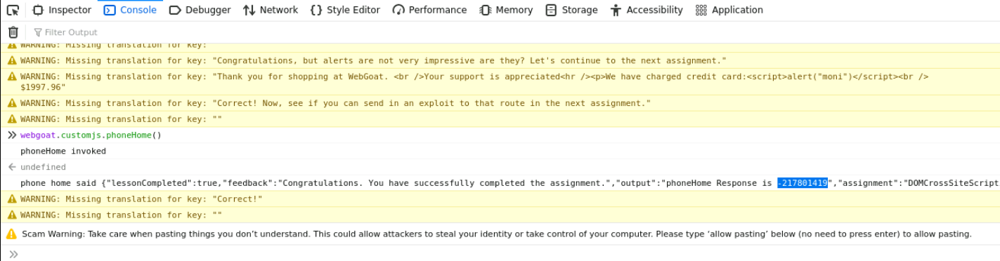 Inspector Console Debugger Network Style Editor Performance Memory Storage Accessibility Application
Filter Output
WARNING: Missing translation for key:
WARNING: Missing translation for key: "Congratulations, but alerts are not very impressive are they? Let's continue to the next assignment."
WARNING: Missing translation for key: "Thank you for shopping at WebGoat. <br />Your support is appreciated<hr /><p>We have charged credit card:<script>alert("moni")</script><br />
$1997.96"
WARNING: Missing translation for key: "Correct! Now, see if you can send in an exploit to that route in the next assignment."
WARNING: Missing translation for key: ""
webgoat.customjs.phoneHome()
phoneHome invoked
undefined
phone home said {"lessonCompleted":true,"feedback":"Congratulations. You have successfully completed the assignment.","output":"phoneHome Response is -217801419","assignment":"DOMCrossSiteScript
WARNING: Missing translation for key: "Correct!"
WARNING: Missing translation for key: ""
Scam Warning: Take care when pasting things you don’t understand. This could allow attackers to steal your identity or take control of your computer. Please type ‘allow pasting’ below (no need to press enter) to allow pasting.